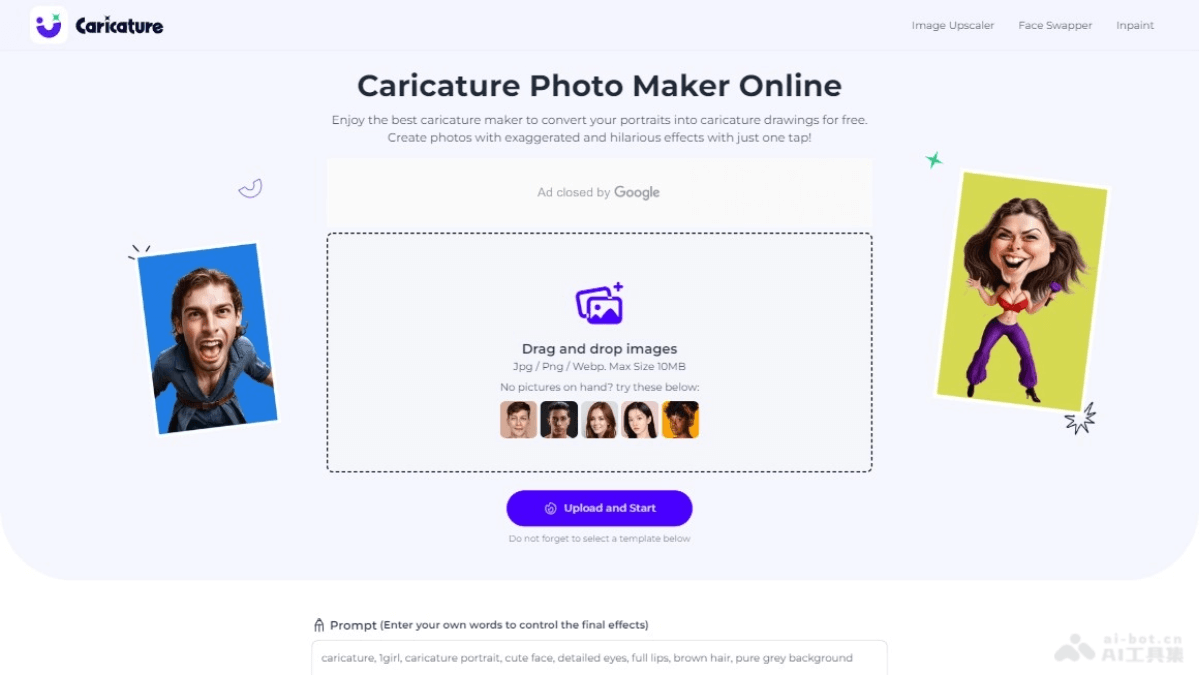 Caricature
Image Upscaler
Face Swapper
Inpaint
Caricature Photo Maker Online
Enjoy the best caricature maker to convert your portraits into caricature drawings for free.
Create photos with exaggerated and hilarious effects with just one tap!
Ad closed by Google
Drag and drop images
Jpg / Png / Webp. Max Size 10MB
No pictures on hand? try these below:
Upload and Start
Do not forget to select a template below
Prompt (Enter your own words to control the final effects)
caricature, 1girl, caricature portrait, cute face, detailed eyes, full lips, brown hair, pure grey background
ai-bot.cn
AI工具集